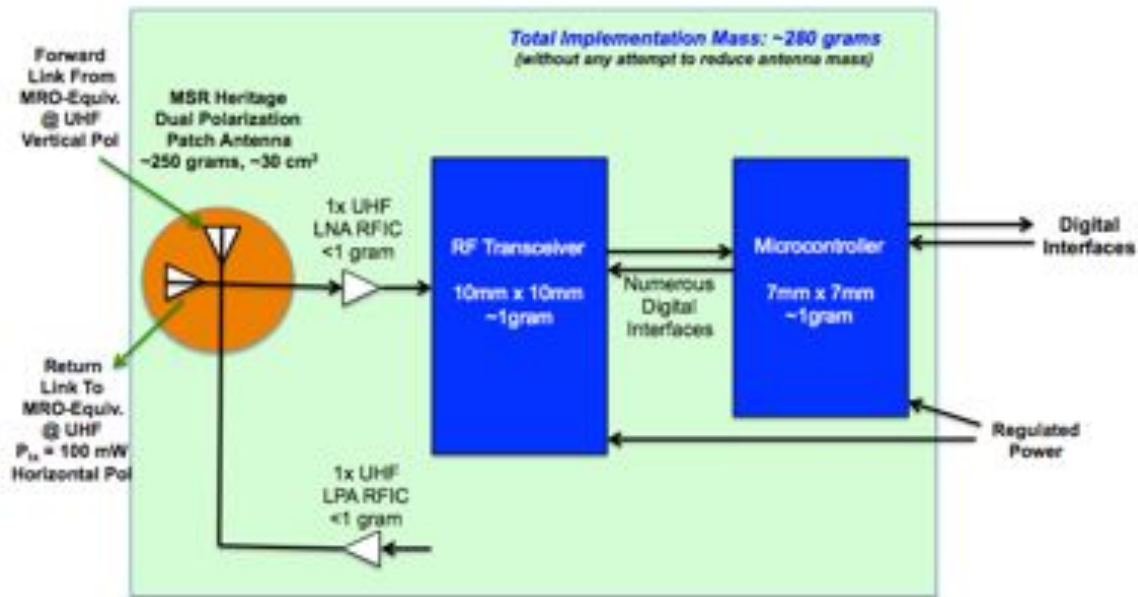 Total Implementation Mass: ~280 grams
(without any attempt to reduce antenna mass)
Forward
Link From
MRO-Equiv.
@ UHF
Vertical Pol
MSR Heritage
Dual Polarization
Patch Antenna
~250 grams, ~30 cm²
1x UHF
LNA RFIC
<1 gram
RF Transceiver
10mm x 10mm
~1gram
Numerous
Digital
Interfaces
Microcontroller
7mm x 7mm
~1gram
Digital
Interfaces
Return
Link To
MRO-Equiv.
@ UHF
Ptx = 100 mW
Horizontal Pol
1x UHF
LPA RFIC
<1 gram
Regulated
Power